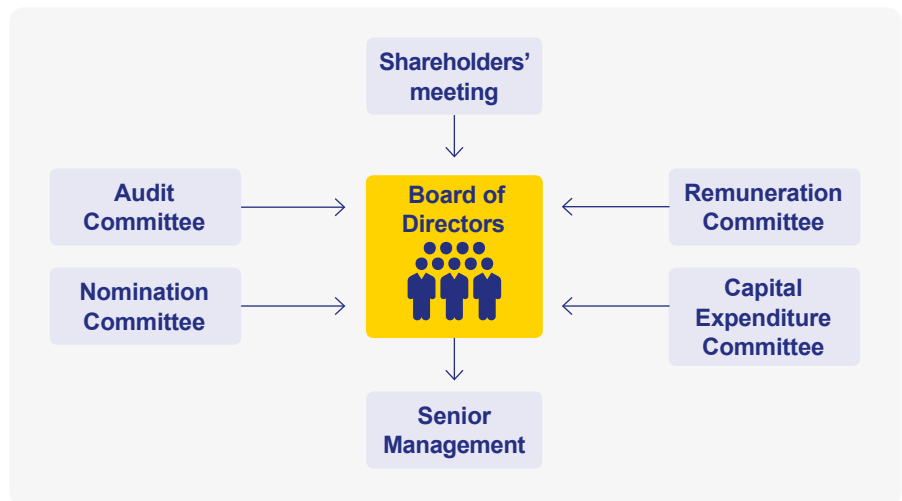 Shareholders’
meeting
Audit
Committee
Board of
Directors
Remuneration
Committee
Nomination
Committee
Capital
Expenditure
Committee
Senior
Management